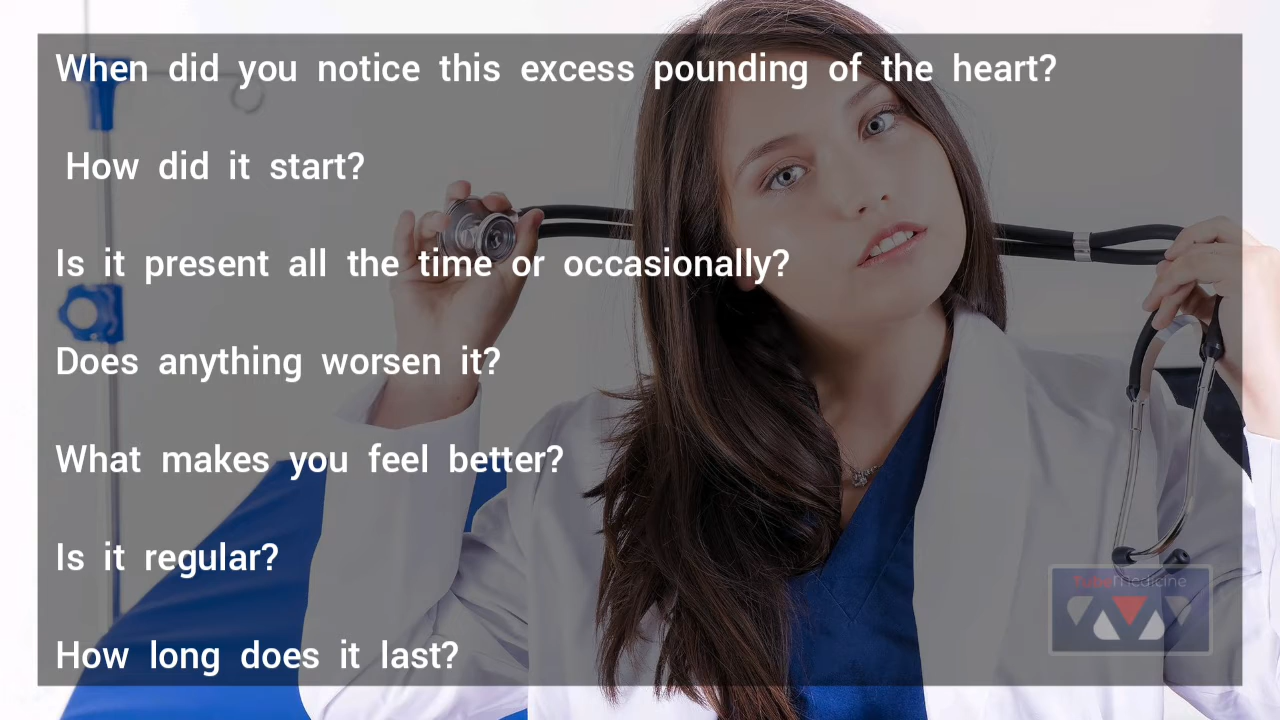 When did you notice this excess pounding of the heart?
How did it start?
Is it present all the time or occasionally?
Does anything worsen it?
What makes you feel better?
Is it regular?
TubeMedicine
How long does it last?